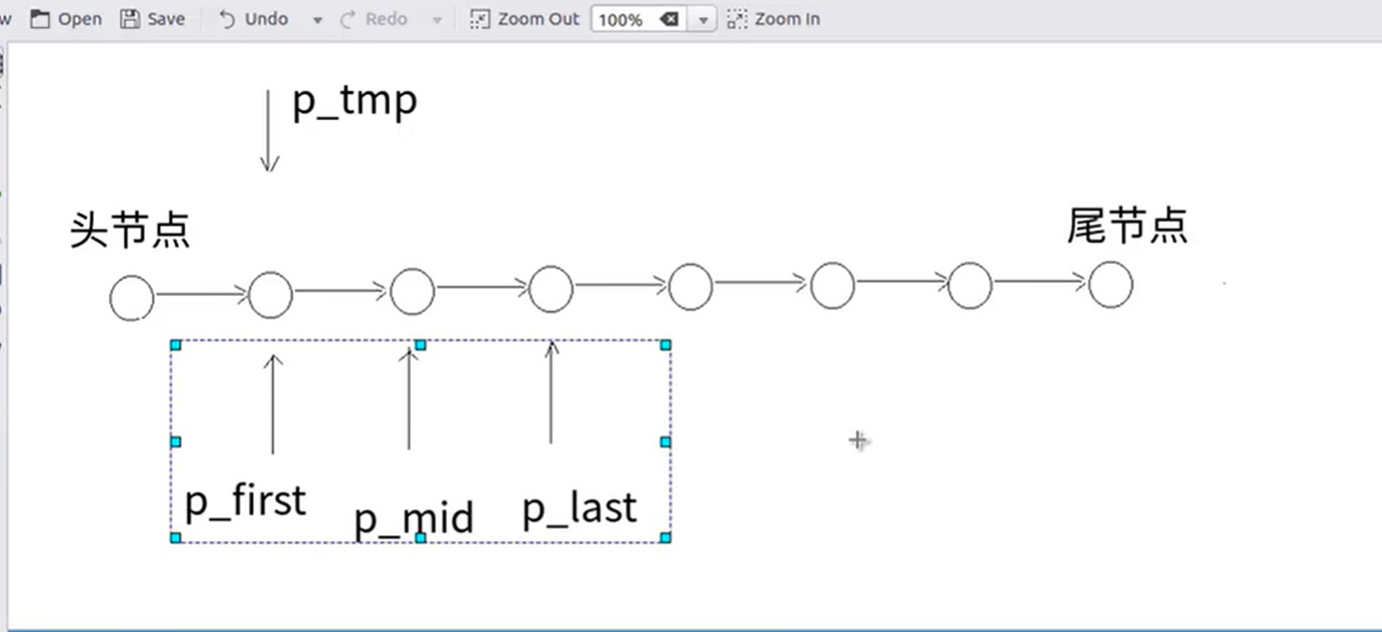 Open Save Undo Redo Zoom Out 100% Zoom In
p_tmp
头节点
尾节点
p_first
p_mid
p_last